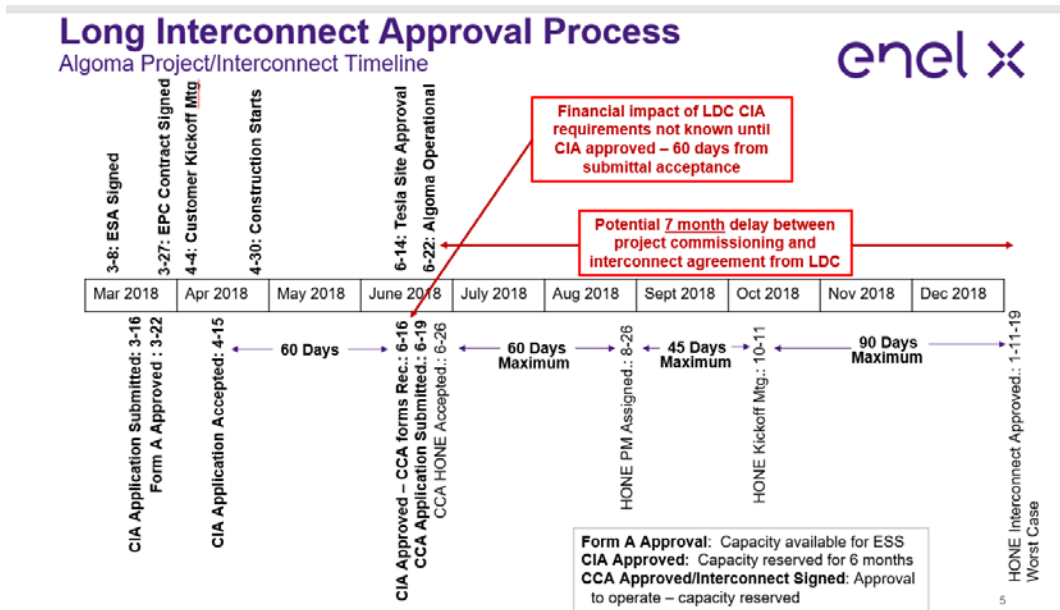 Long Interconnect Approval Process
Algoma Project/Interconnect Timeline
enel x
3-8: ESA Signed
3-27: EPC Contract Signed
4-4: Customer Kickoff Mtg
4-30: Construction Starts
6-14: Tesla Site Approval
6-22: Algoma Operational
Financial impact of LDC CIA
requirements not known until
CIA approved – 60 days from
submittal acceptance
Potential 7 month delay between
project commissioning and
interconnect agreement from LDC
Mar 2018
Apr 2018
May 2018
June 2018
July 2018
Aug 2018
Sept 2018
Oct 2018
Nov 2018
Dec 2018
CIA Application Submitted: 3-16
Form A Approved : 3-22
CIA Application Accepted: 4-15
60 Days
CIA Approved – CCA forms Rec.: 6-16
CCA Application Submitted.: 6-19
CCA HONE Accepted.: 6-26
60 Days
Maximum
HONE PM Assigned.: 8-26
45 Days
Maximum
HONE Kickoff Mtg.: 10-11
90 Days
Maximum
HONE Interconnect Approved.: 1-11-19
Worst Case
Form A Approval: Capacity available for ESS
CIA Approved: Capacity reserved for 6 months
CCA Approved/Interconnect Signed: Approval
to operate – capacity reserved
5